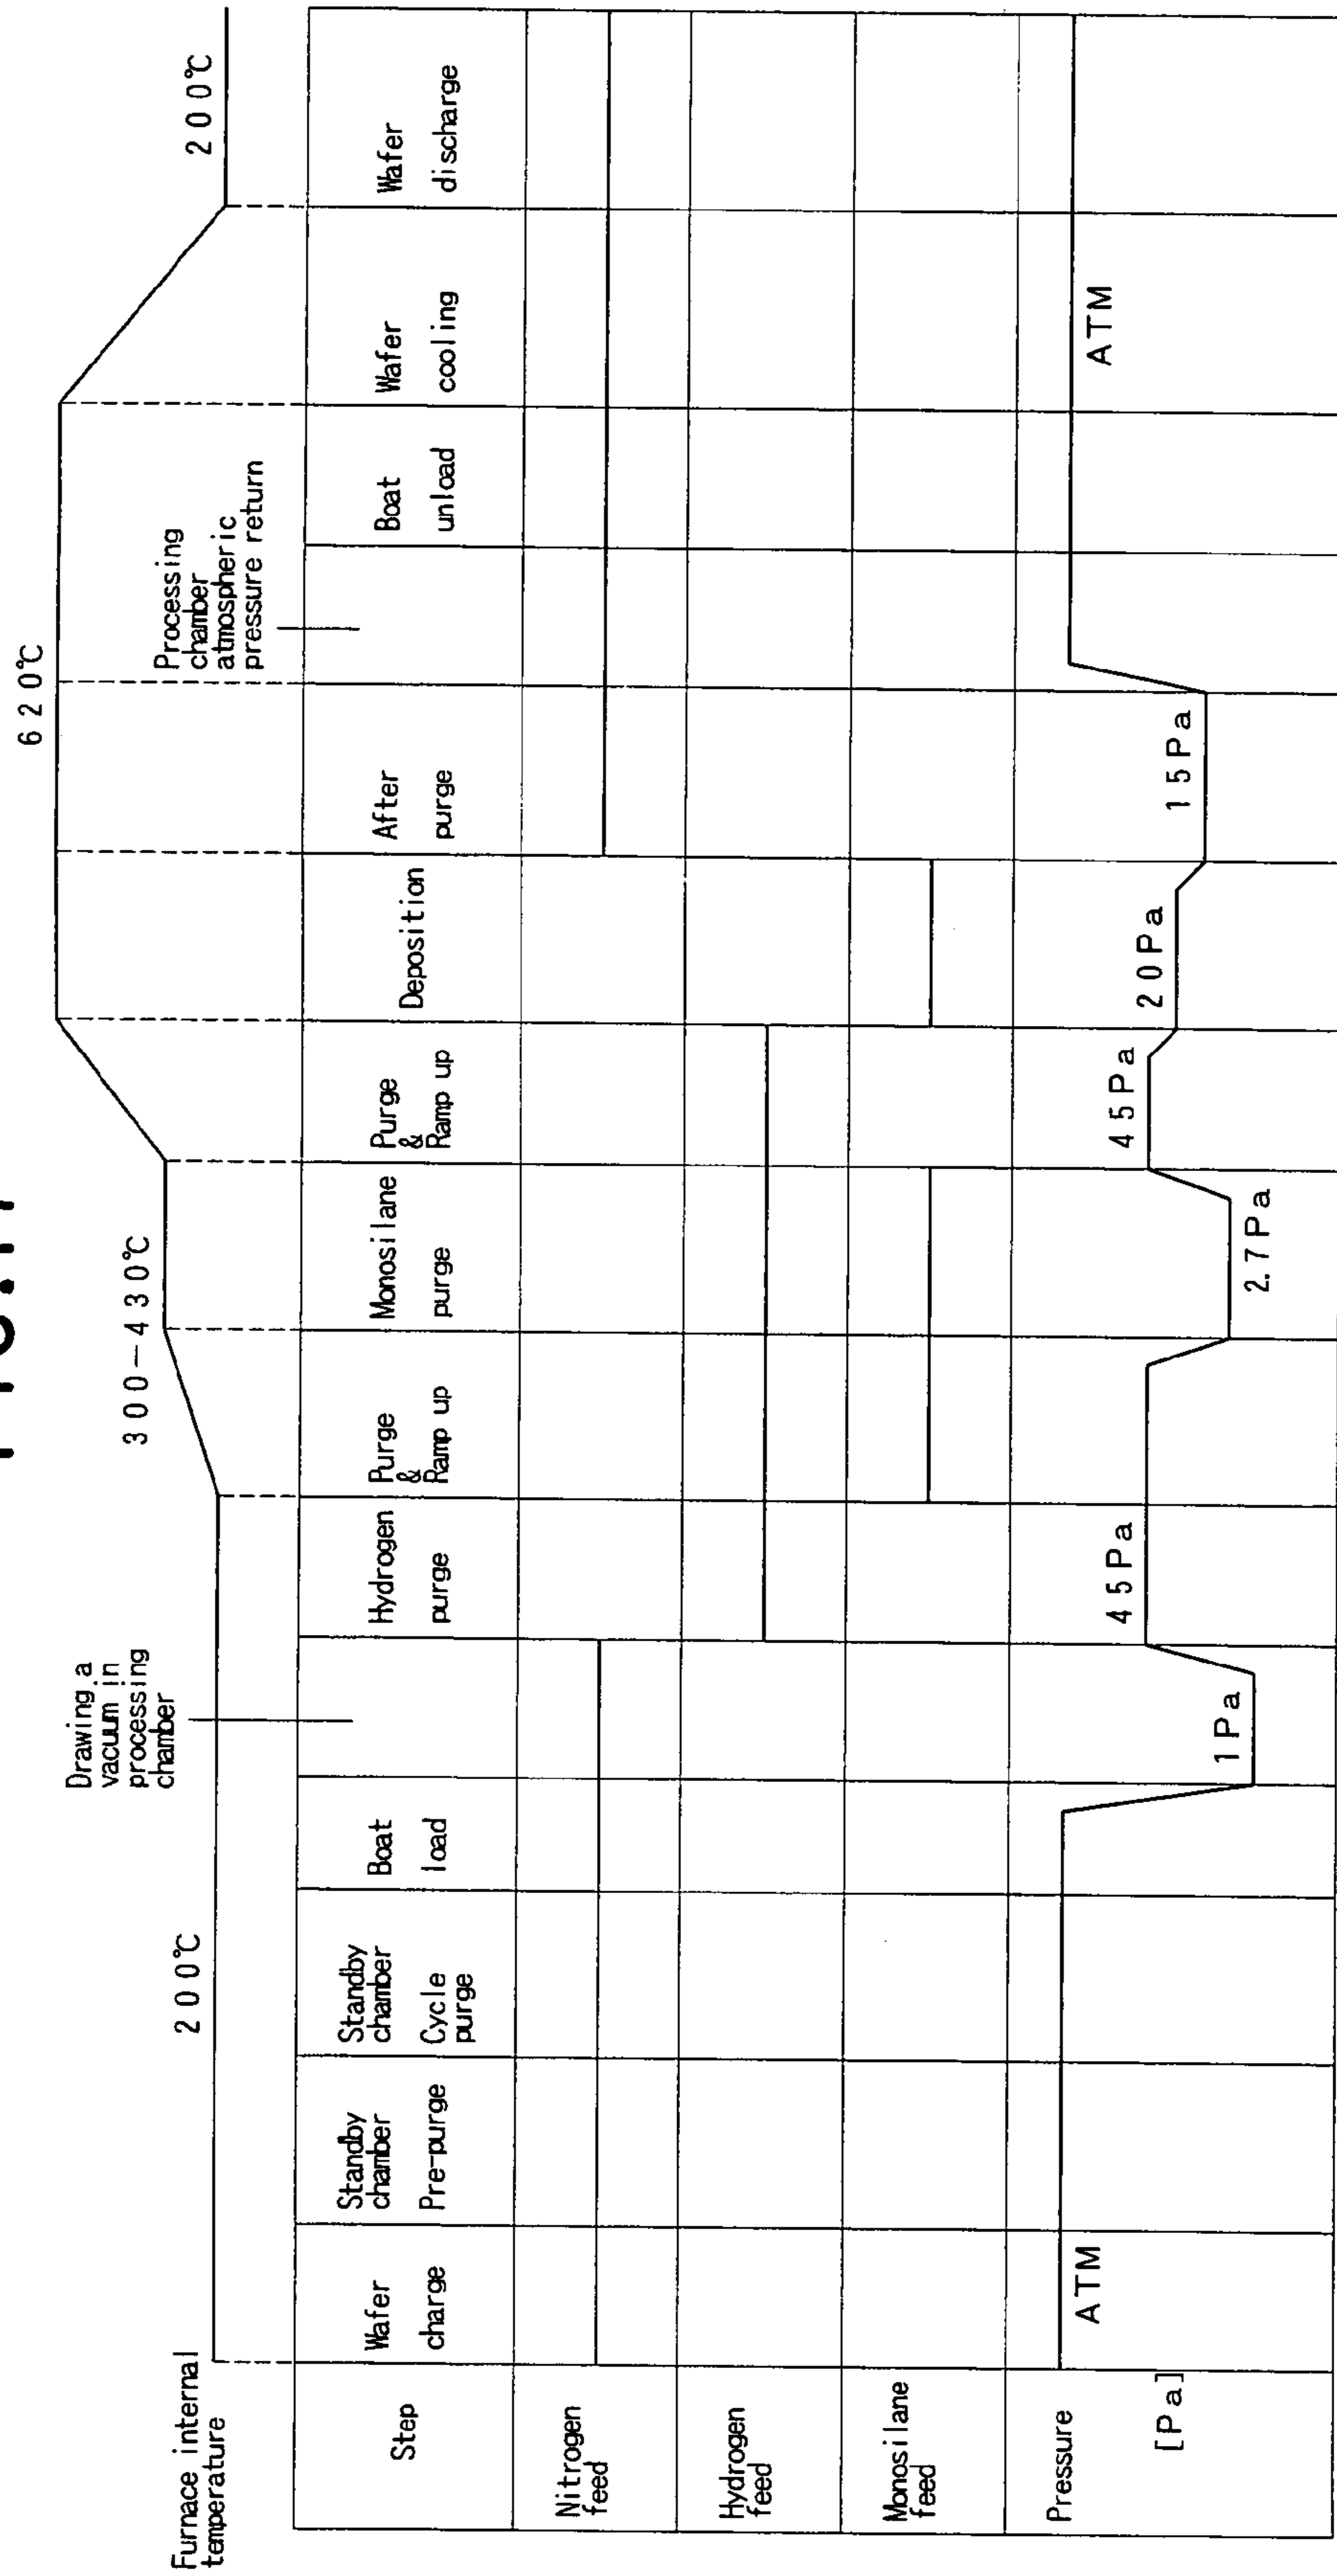 620℃
300-430℃
200℃
200℃
Furnace internal
temperature
Drawing a
vacuum in
processing
chamber
Processing
chamber
atmospheric
pressure return
Step
Wafer
charge
Standby
chamber
Pre-purge
Standby
chamber
Cycle
purge
Boat
load
Hydrogen
purge
Purge
&
Ramp up
Monosilane
purge
Purge
&
Ramp up
Deposition
After
purge
Boat
unload
Wafer
cooling
Wafer
discharge
Nitrogen
feed
Hydrogen
feed
Monosilane
feed
Pressure
[Pa]
ATM
1Pa
45Pa
2.7Pa
45Pa
20Pa
15Pa
ATM